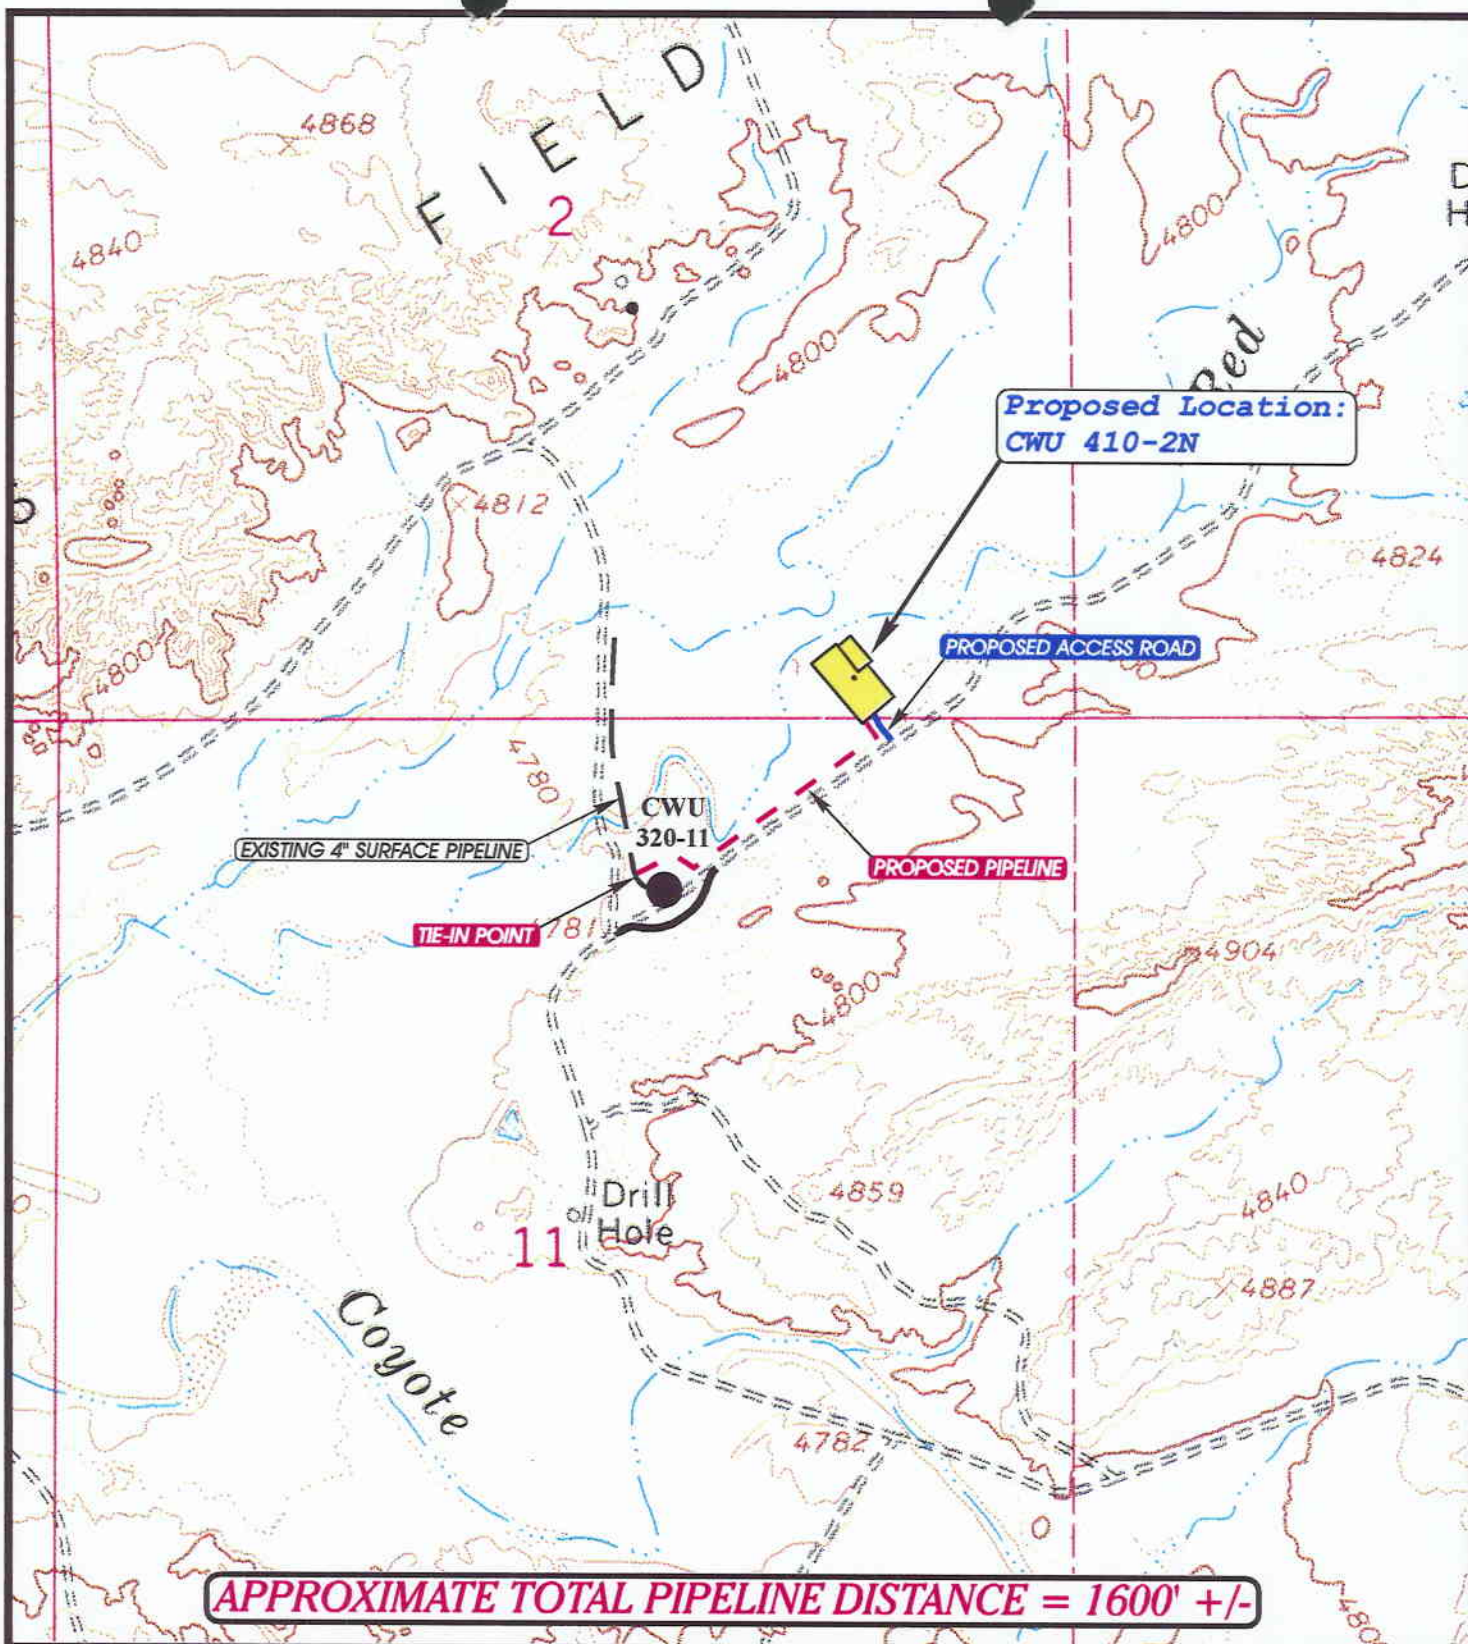 FIELD
4868
2
4840
4800
4800
Red
Proposed Location:
CWU 410-2N
4812
4824
4800
PROPOSED ACCESS ROAD
4780
CWU
320-11
EXISTING 4" SURFACE PIPELINE
PROPOSED PIPELINE
TIE-IN POINT
781
4904
4800
4859
Drill
Hole
4840
11
4887
Coyote
4782
APPROXIMATE TOTAL PIPELINE DISTANCE = 1600' +/-